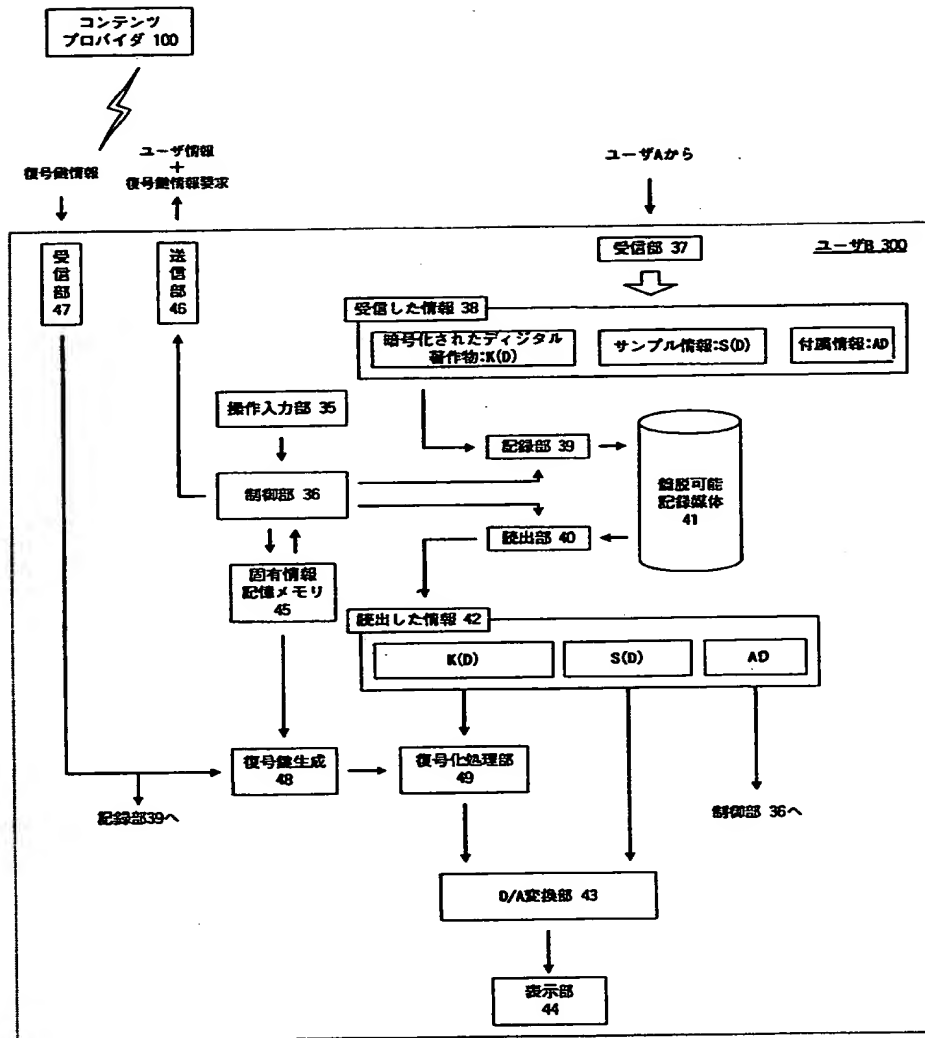 コンテンツ
プロバイダ 100
復号鍵情報
ユーザ情報
+
復号鍵情報要求
ユーザAから
受信部 47
送信部 46
受信部 37
ユーザB 300
受信した情報 38
暗号化されたディジタル
著作物:K(D)
サンプル情報:S(D)
付属情報:AD
操作入力部 35
記録部 39
制御部 36
着脱可能
記録媒体
41
読出部 40
固有情報
記憶メモリ
45
読出した情報 42
K(D)
S(D)
AD
復号鍵生成
48
復号化処理部
49
記録部39へ
制御部 36へ
D/A変換部 43
表示部
44